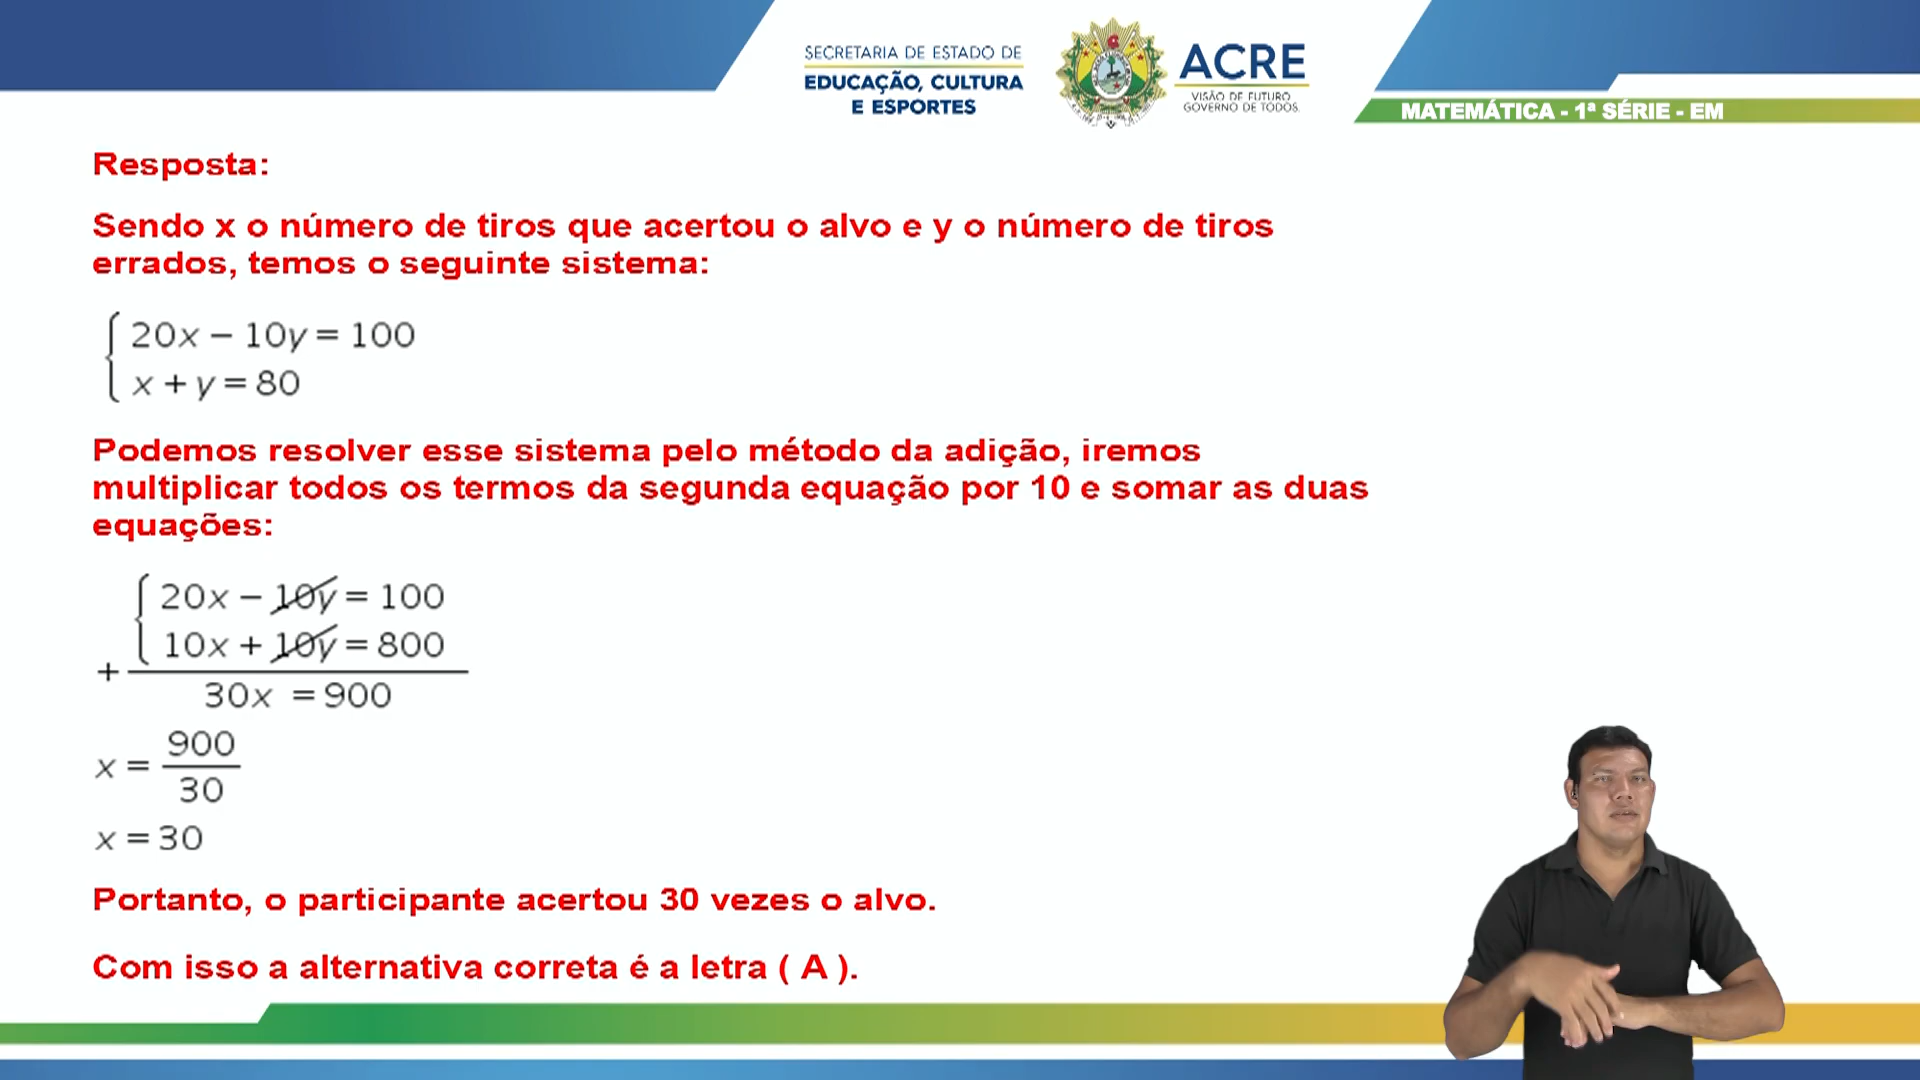 SECRETARIA DE ESTADO DE
EDUCAÇÃO, CULTURA
E ESPORTES
ACRE
VISÃO DE FUTURO
GOVERNO DE TODOS
MATEMÁTICA - 1ª SÉRIE - EM
Resposta:
Sendo x o número de tiros que acertou o alvo e y o número de tiros
errados, temos o seguinte sistema:
20x − 10y = 100
x + y = 80
Podemos resolver esse sistema pelo método da adição, iremos
multiplicar todos os termos da segunda equação por 10 e somar as duas
equações:
20x − 10y = 100
10x + 10y = 800
+
30x = 900
x = 900/30
x = 30
Portanto, o participante acertou 30 vezes o alvo.
Com isso a alternativa correta é a letra ( A ).